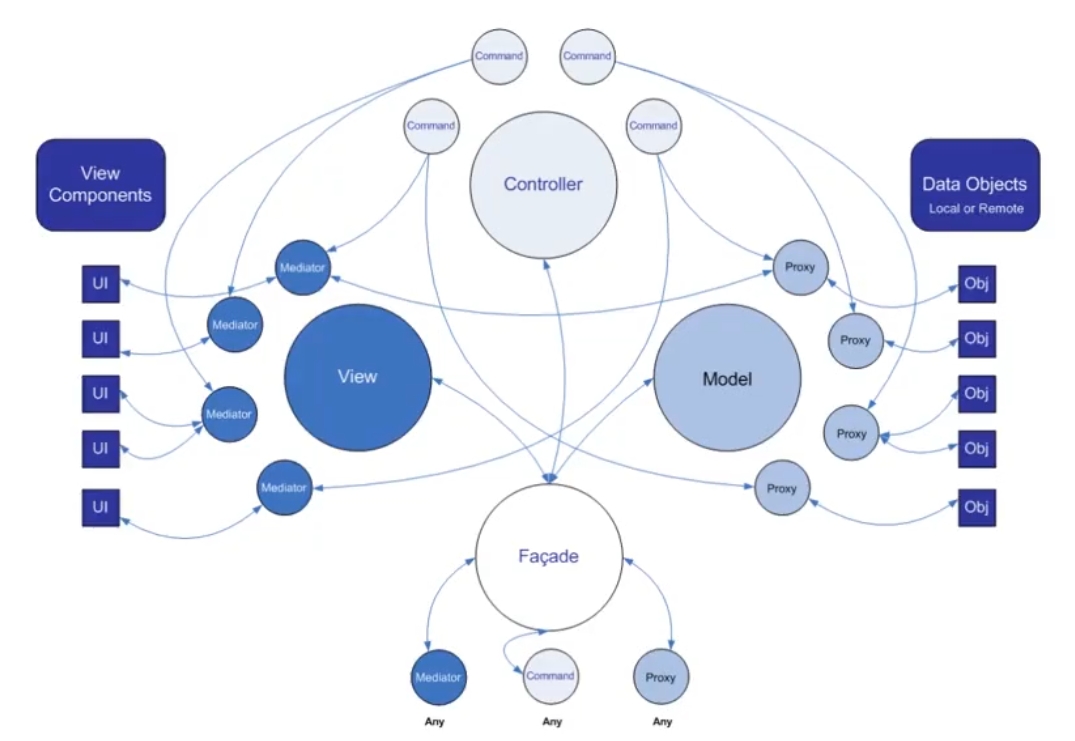 Command
Command
Command
Command
Controller
View
Components
Data Objects
Local or Remote
Mediator
Proxy
UI
Obj
Mediator
UI
Proxy
Obj
View
Model
UI
Obj
Mediator
Proxy
UI
Obj
Mediator
Proxy
UI
Obj
Façade
Mediator
Command
Proxy
Any
Any
Any